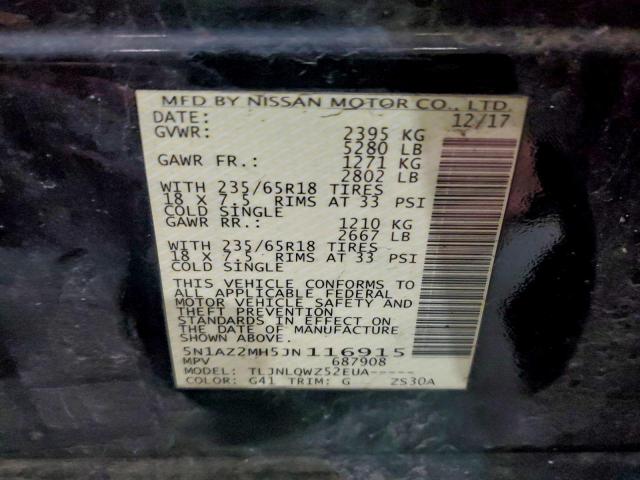 MFD BY NISSAN MOTOR CO., LTD.
DATE: 12/17
GVWR: 2395 KG
5280 LB
GAWR FR.: 1271 KG
2802 LB
WITH 235/65R18 TIRES
18 X 7.5 RIMS AT 33 PSI
COLD SINGLE
GAWR RR.: 1210 KG
2667 LB
WITH 235/65R18 TIRES
18 X 7.5 RIMS AT 33 PSI
COLD SINGLE
THIS VEHICLE CONFORMS TO
ALL APPLICABLE FEDERAL
MOTOR VEHICLE SAFETY AND
THEFT PREVENTION
STANDARDS IN EFFECT ON
THE DATE OF MANUFACTURE
SHOWN ABOVE.
5N1AZ2MH5JN116915
MPV 687908
MODEL: TLJNLQWZ52EUA-----
COLOR: G41 TRIM: G ZS30A